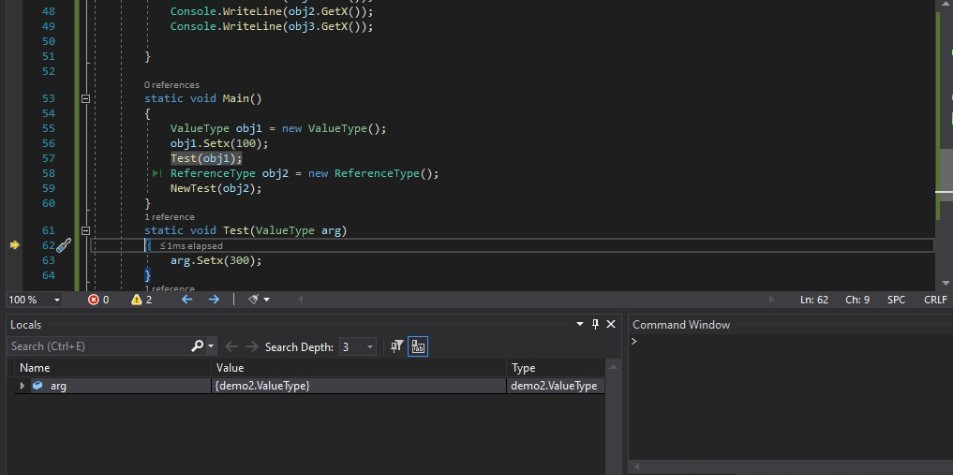 48 Console.WriteLine(obj2.GetX());
49 Console.WriteLine(obj3.GetX());
50
51 }
52
0 references
53 static void Main()
54 {
55 ValueType obj1 = new ValueType();
56 obj1.Setx(100);
57 Test(obj1);
58 ReferenceType obj2 = new ReferenceType();
59 NewTest(obj2);
60 }
1 reference
61 static void Test(ValueType arg)
62 { ≤1ms elapsed
63 arg.Setx(300);
64 }
1 reference
100 % 0 2 Ln: 62 Ch: 9 SPC CRLF
Locals
Search (Ctrl+E) Search Depth: 3
Name Value Type
arg {demo2.ValueType} demo2.ValueType
Command Window
>